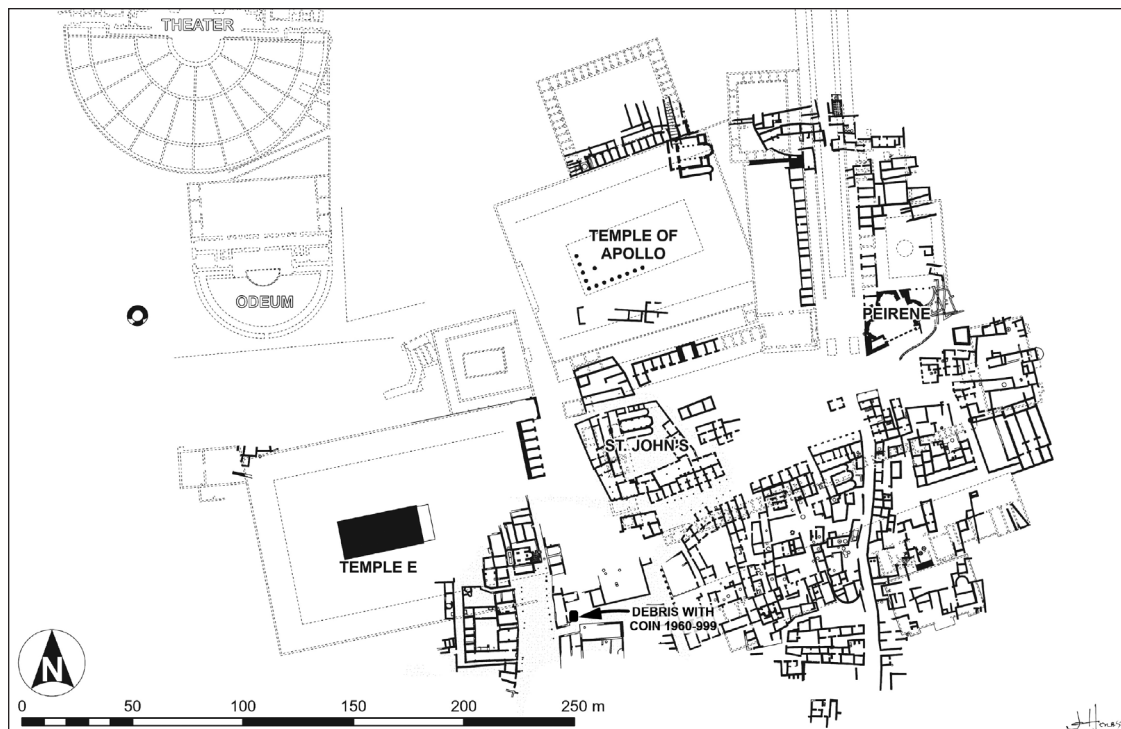 THEATER
TEMPLE OF
APOLLO
ODEUM
PEIRENE
ST. JOHN'S
TEMPLE E
DEBRIS WITH
COIN 1960-999
N
0 50 100 150 200 250 m